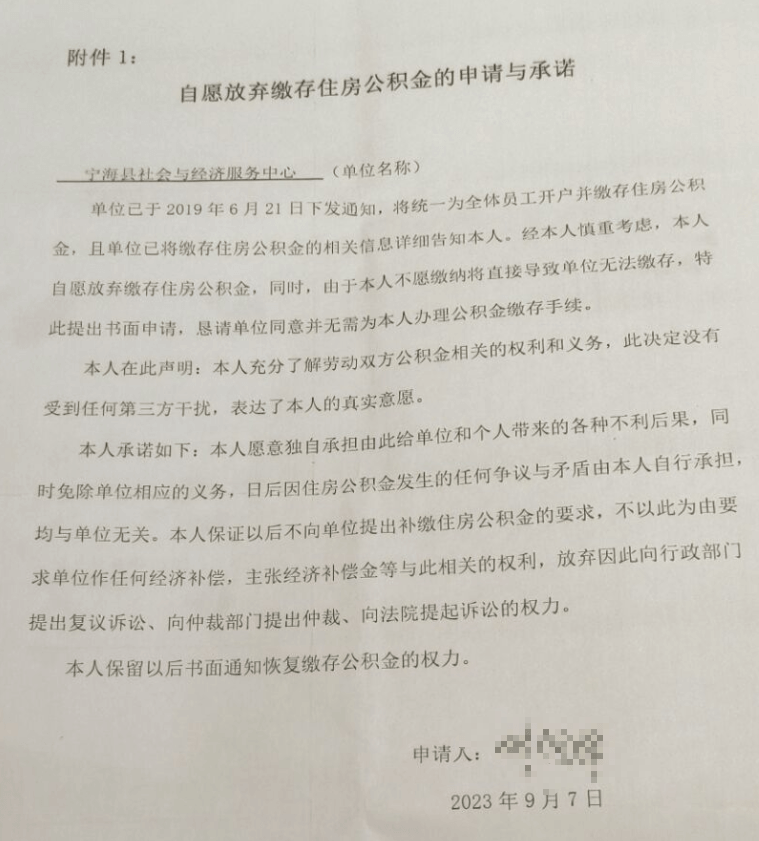 附件 1：
自愿放弃缴存住房公积金的申请与承诺
宁海县社会与经济服务中心 （单位名称）
单位已于 2019 年 6 月 21 日下发通知，将统一为全体员工开户并缴存住房公积
金，且单位已将缴存住房公积金的相关信息详细告知本人。经本人慎重考虑，本人
自愿放弃缴存住房公积金，同时，由于本人不愿缴纳将直接导致单位无法缴存，特
此提出书面申请，恳请单位同意并无需为本人办理公积金缴存手续。
本人在此声明：本人充分了解劳动双方公积金相关的权利和义务，此决定没有
受到任何第三方干扰，表达了本人的真实意愿。
本人承诺如下：本人愿意独自承担由此给单位和个人带来的各种不利后果，同
时免除单位相应的义务，日后因住房公积金发生的任何争议与矛盾由本人自行承担，
均与单位无关。本人保证以后不向单位提出补缴住房公积金的要求，不以此为由要
求单位作任何经济补偿，主张经济补偿金等与此相关的权利，放弃因此向行政部门
提出复议诉讼、向仲裁部门提出仲裁、向法院提起诉讼的权力。
本人保留以后书面通知恢复缴存公积金的权力。
申请人：
2023 年 9 月 7 日